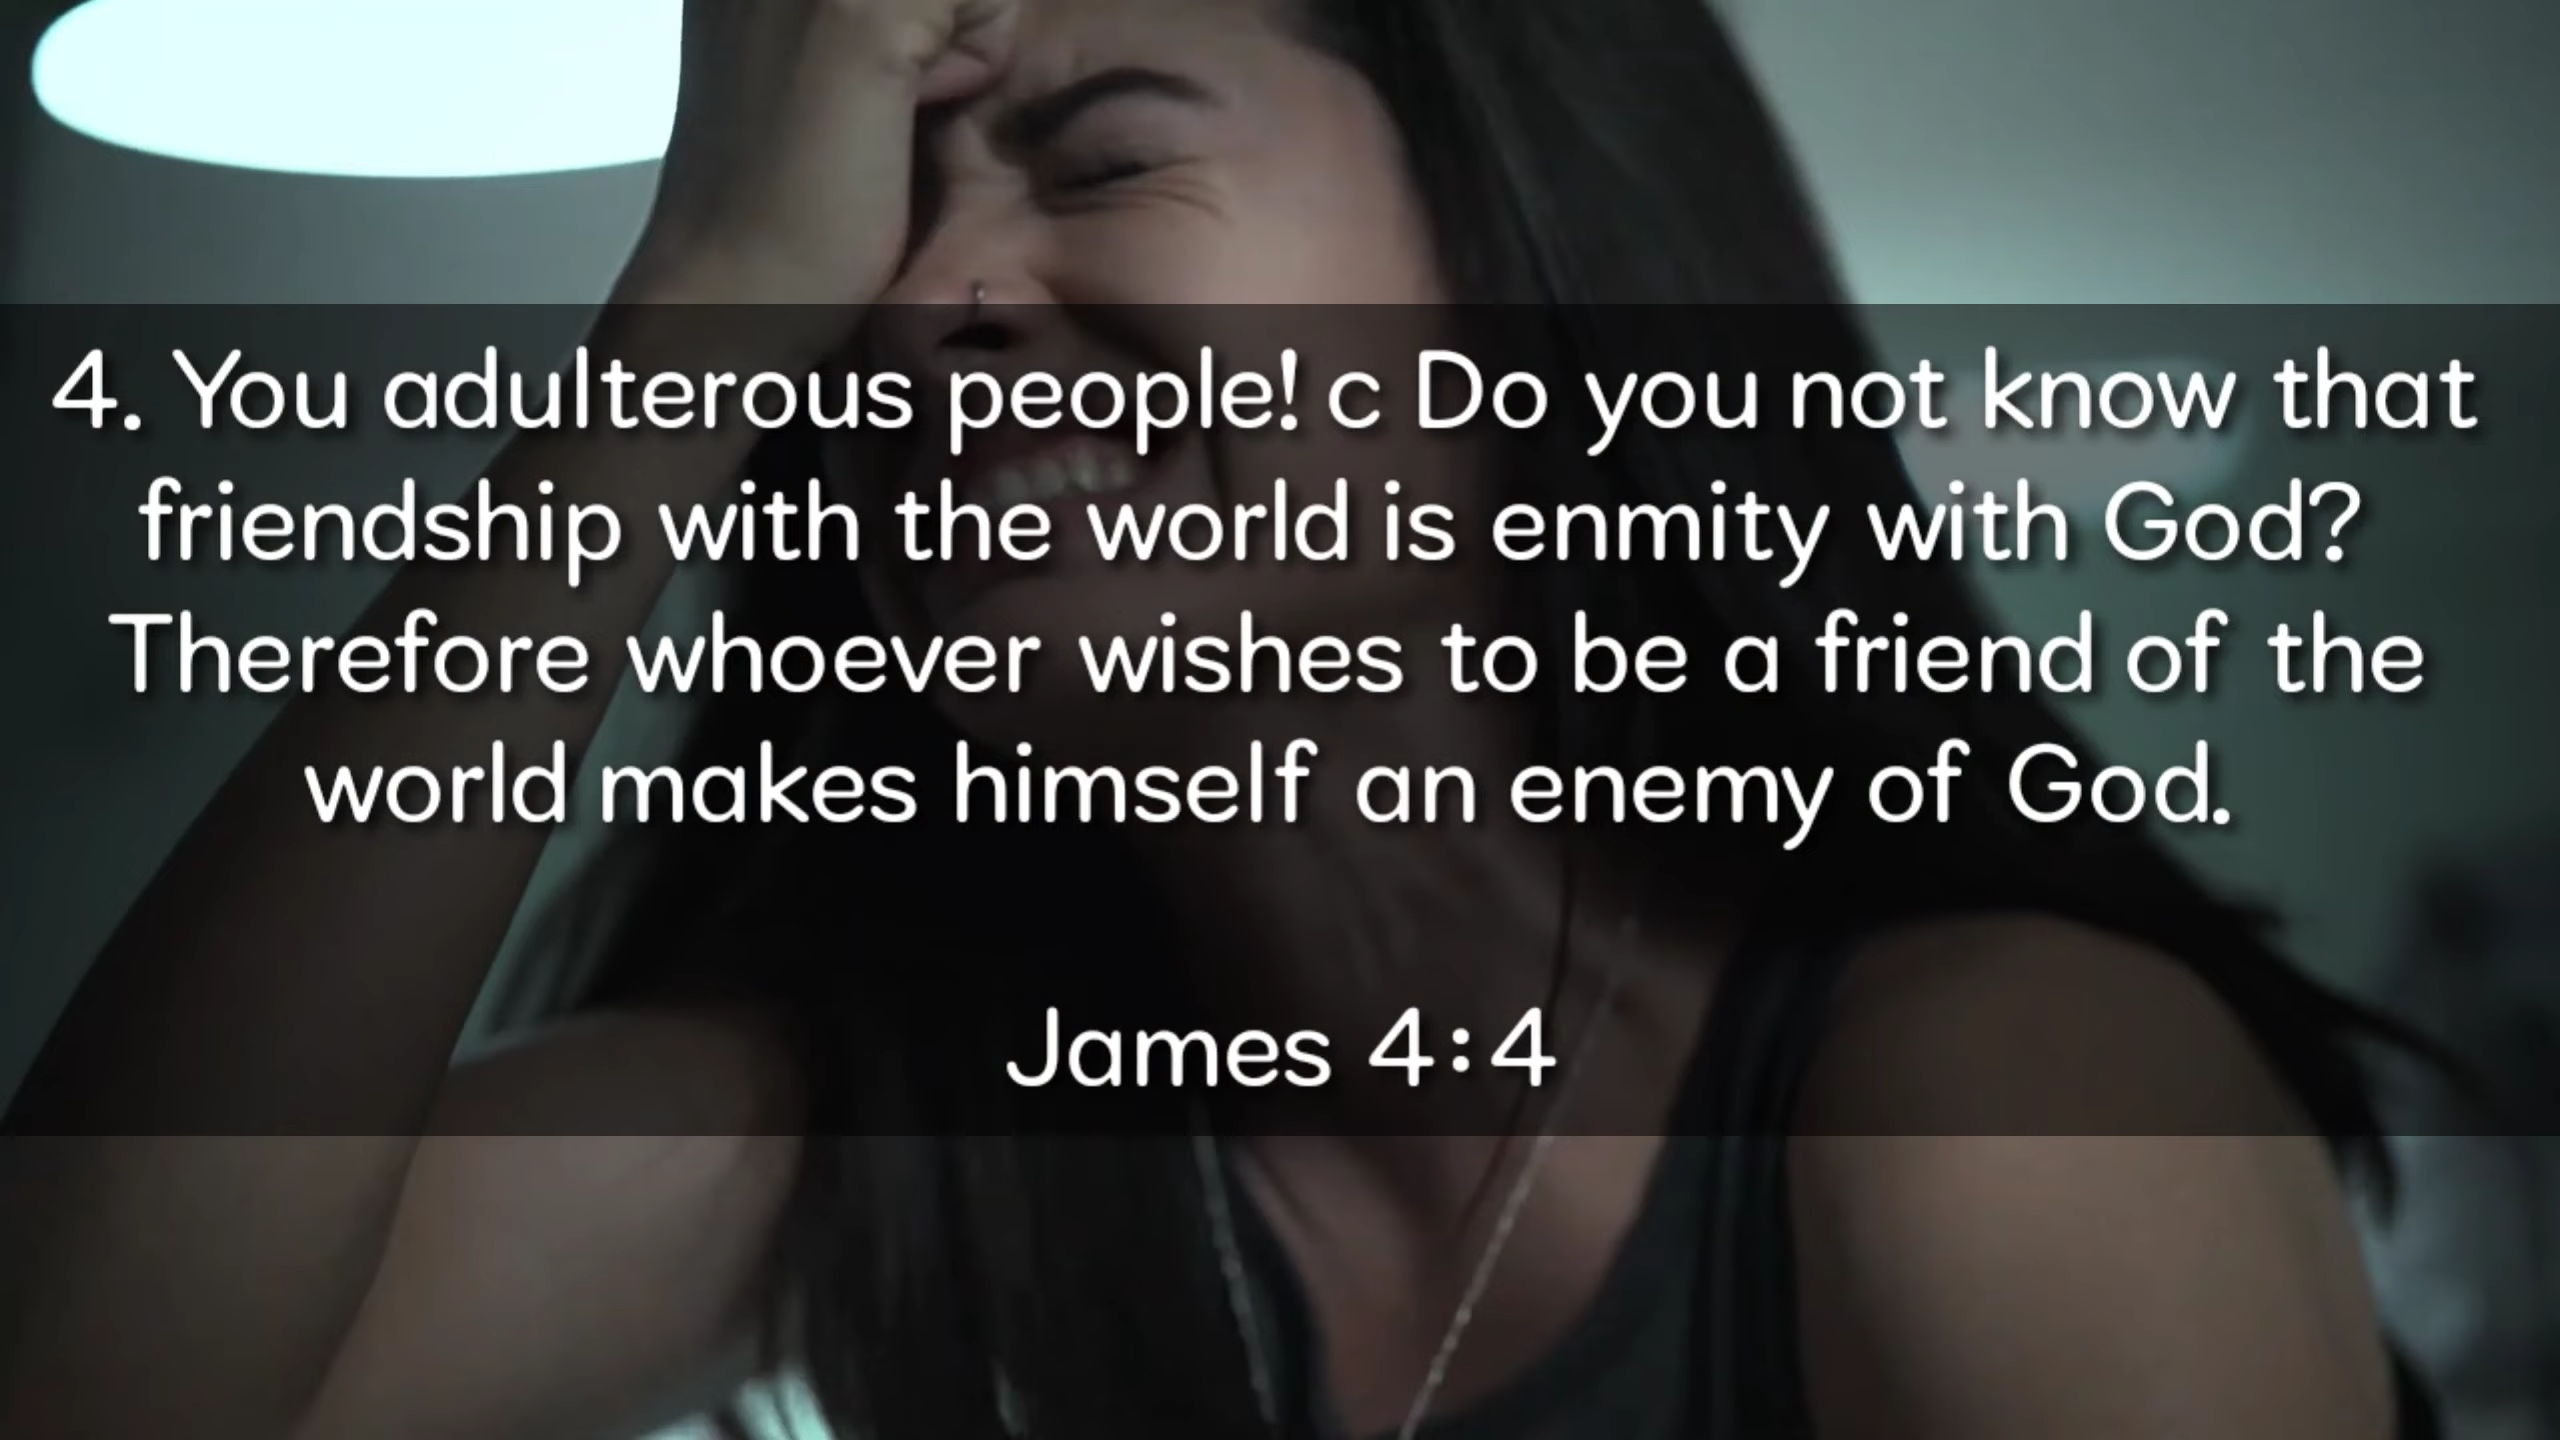 4. You adulterous people! c Do you not know that
friendship with the world is enmity with God?
Therefore whoever wishes to be a friend of the
world makes himself an enemy of God.
James 4:4